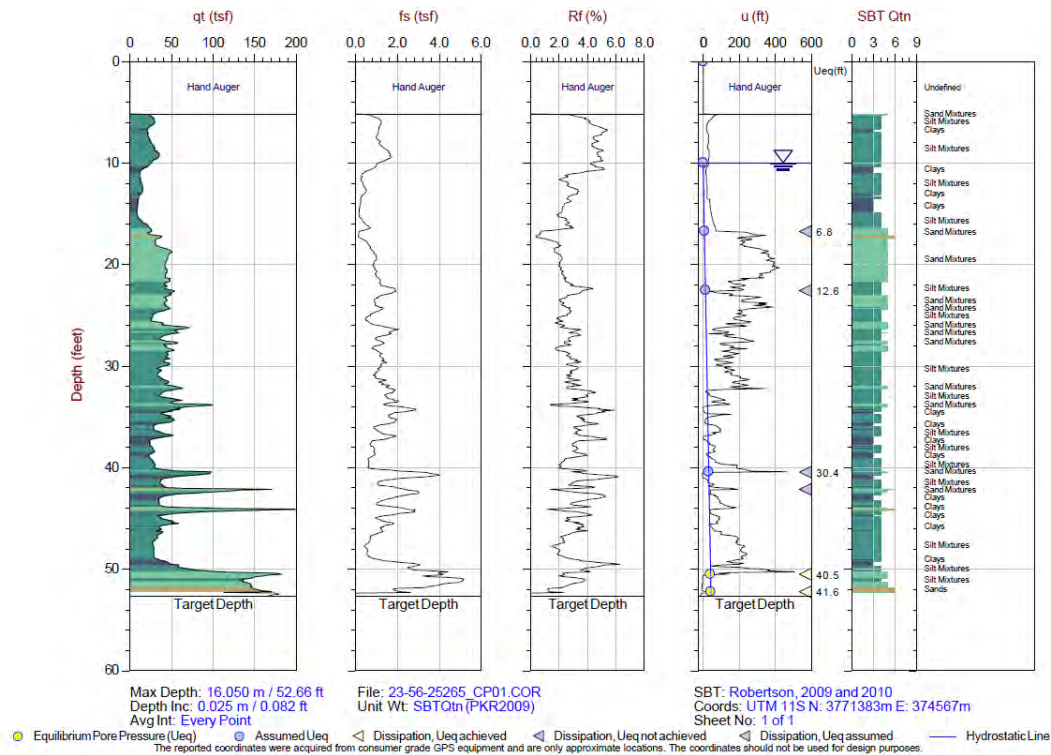 qt (tsf) fs (tsf) Rf (%) u (ft) SBT Qtn
0 50 100 150 200 0.0 2.0 4.0 6.0 0.0 2.0 4.0 6.0 8.0 0 200 400 600 0 3 6 9
Ueq(ft)
0
Hand Auger Hand Auger Hand Auger Hand Auger Undefined
Sand Mixtures
Silt Mixtures
Clays
Silt Mixtures
10
Clays
Silt Mixtures
Clays
Clays
Silt Mixtures
6.8 Sand Mixtures
20 Sand Mixtures
12.6 Silt Mixtures
Sand Mixtures
Sand Mixtures
Silt Mixtures
Sand Mixtures
Sand Mixtures
Sand Mixtures
Depth (feet)
30 Silt Mixtures
Sand Mixtures
Silt Mixtures
Sand Mixtures
Clays
Clays
Silt Mixtures
Clays
Silt Mixtures
Clays
40 Silt Mixtures
30.4 Sand Mixtures
Silt Mixtures
Sand Mixtures
Clays
Clays
Clays
Silt Mixtures
Clays
50 Silt Mixtures
40.5
Silt Mixtures
41.6 Sands
Target Depth Target Depth Target Depth Target Depth
60
Max Depth: 16.050 m / 52.66 ft File: 23-56-25265_CP01.COR SBT: Robertson, 2009 and 2010
Depth Inc: 0.025 m / 0.082 ft Unit Wt: SBTQtn (PKR2009) Coords: UTM 11S N: 3771383m E: 374567m
Avg Int: Every Point Sheet No: 1 of 1
Equilibrium Pore Pressure (Ueq) Assumed Ueq Dissipation, Ueq achieved Dissipation, Ueq not achieved Dissipation, Ueq assumed Hydrostatic Line
The reported coordinates were acquired from consumer grade GPS equipment and are only approximate locations. The coordinates should not be used for design purposes.